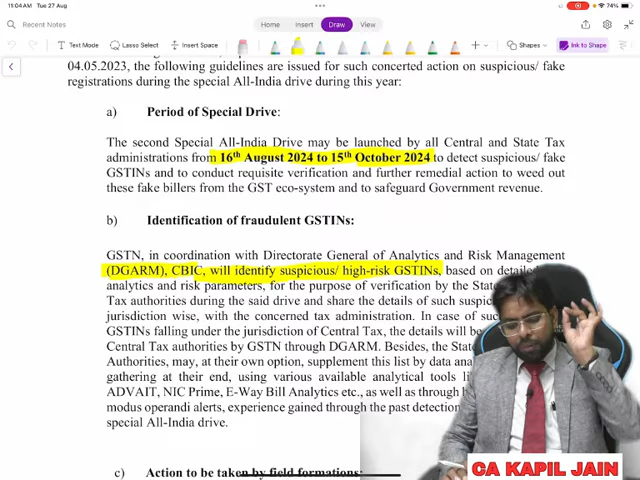 11:04 AM Tue 27 Aug
74%
Recent Notes
Home Insert Draw View
Text Mode Lasso Select Insert Space Shapes Ink to Shape
04.05.2023, the following guidelines are issued for such concerted action on suspicious/ fake
registrations during the special All-India drive during this year:
a) Period of Special Drive:
The second Special All-India Drive may be launched by all Central and State Tax
administrations from 16th August 2024 to 15th October 2024 to detect suspicious/ fake
GSTINs and to conduct requisite verification and further remedial action to weed out
these fake billers from the GST eco-system and to safeguard Government revenue.
b) Identification of fraudulent GSTINs:
GSTN, in coordination with Directorate General of Analytics and Risk Management
(DGARM), CBIC, will identify suspicious/ high-risk GSTINs, based on detailed
analytics and risk parameters, for the purpose of verification by the State
Tax authorities during the said drive and share the details of such
jurisdiction wise, with the concerned tax administration. In case of
GSTINs falling under the jurisdiction of Central Tax, the details will be
Central Tax authorities by GSTN through DGARM. Besides, the State
Authorities, may, at their own option, supplement this list by data
gathering at their end, using various available analytical tools
ADVAIT, NIC Prime, E-Way Bill Analytics etc., as well as through
modus operandi alerts, experience gained through the past detection
special All-India drive.
c) Action to be taken by field formations:
CA KAPIL JAIN